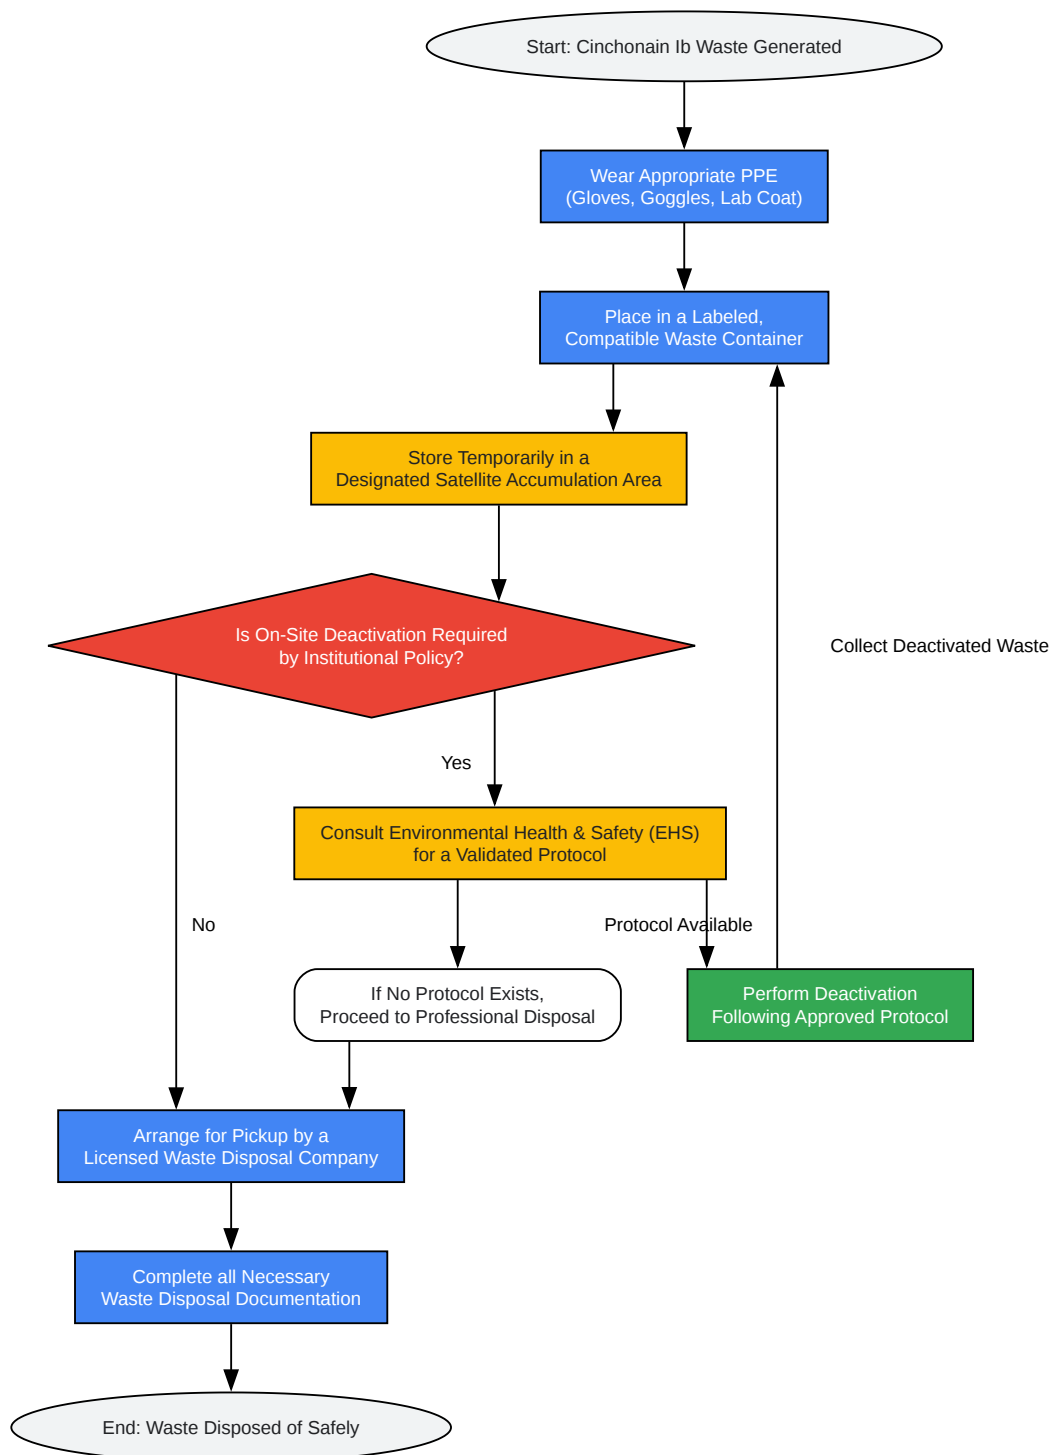 Start: Cinchonain Ib Waste Generated
Wear Appropriate PPE
(Gloves, Goggles, Lab Coat)
Place in a Labeled,
Compatible Waste Container
Store Temporarily in a
Designated Satellite Accumulation Area
Is On-Site Deactivation Required
by Institutional Policy?
Collect Deactivated Waste
Yes
Consult Environmental Health & Safety (EHS)
for a Validated Protocol
No
Protocol Available
If No Protocol Exists,
Proceed to Professional Disposal
Perform Deactivation
Following Approved Protocol
Arrange for Pickup by a
Licensed Waste Disposal Company
Complete all Necessary
Waste Disposal Documentation
End: Waste Disposed of Safely